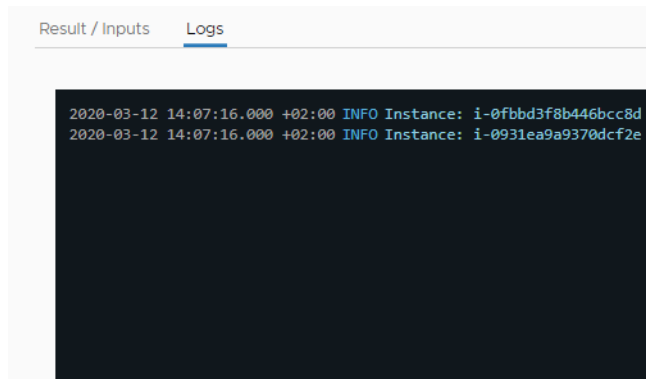 Result / Inputs Logs
2020-03-12 14:07:16.000 +02:00 INFO Instance: i-0fbbd3f8b446bcc8d
2020-03-12 14:07:16.000 +02:00 INFO Instance: i-0931ea9a9370dcf2e